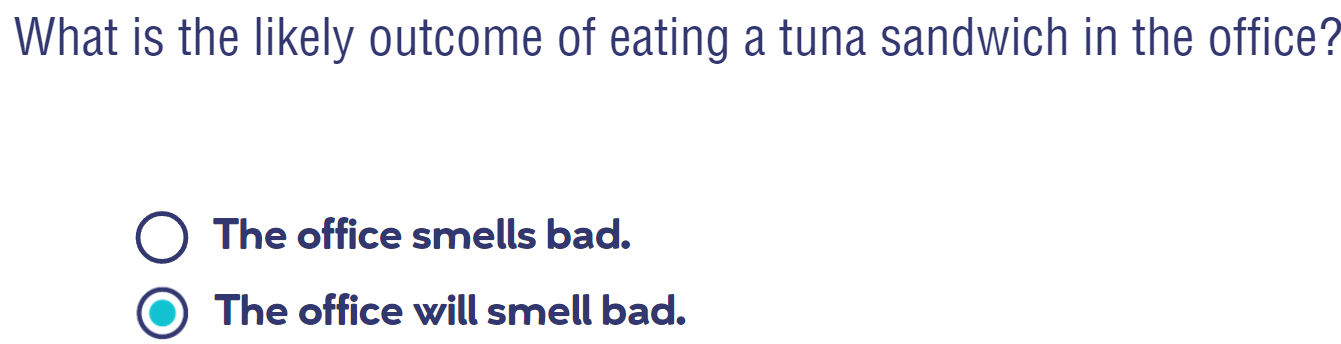 What is the likely outcome of eating a tuna sandwich in the office?
The office smells bad.
The office will smell bad.